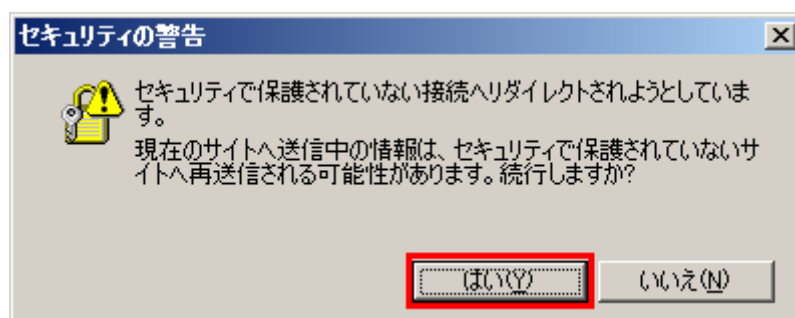 セキュリティの警告
セキュリティで保護されていない接続へリダイレクトされようとしていま
す。
現在のサイトへ送信中の情報は、セキュリティで保護されていないサ
イトへ再送信される可能性があります。続行しますか?
はい(Y)
いいえ(N)